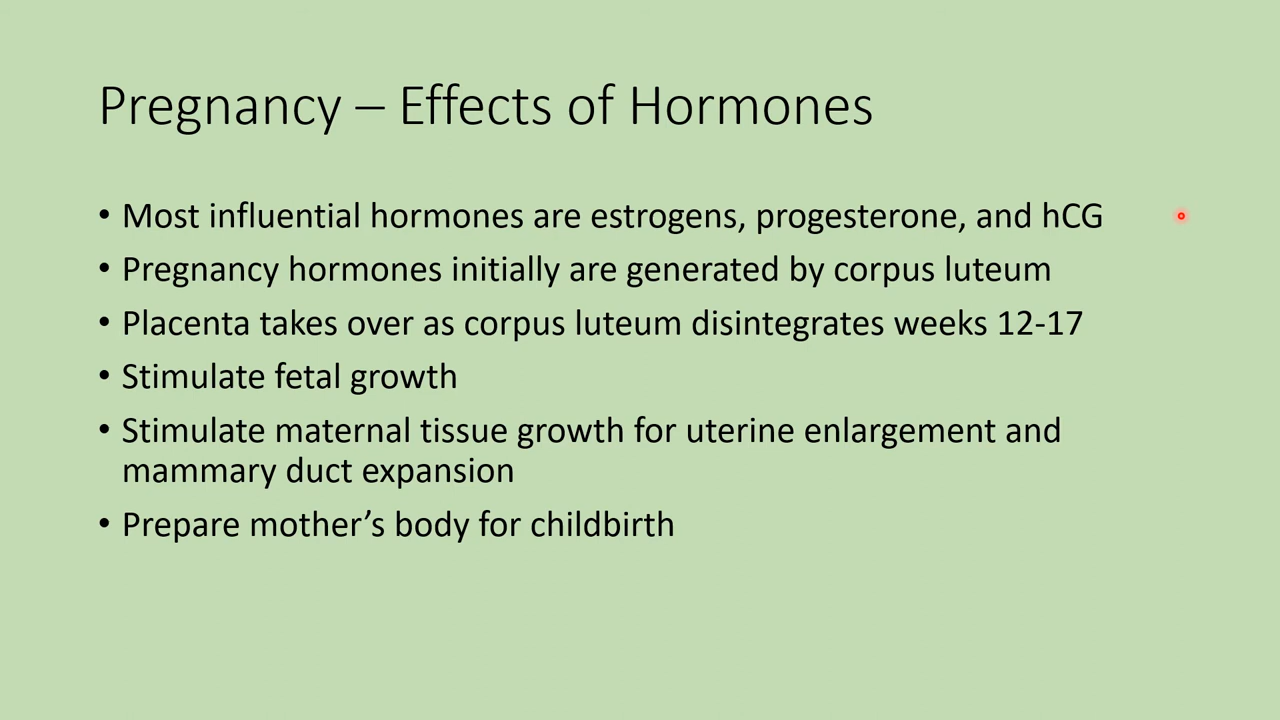 Pregnancy – Effects of Hormones
• Most influential hormones are estrogens, progesterone, and hCG
• Pregnancy hormones initially are generated by corpus luteum
• Placenta takes over as corpus luteum disintegrates weeks 12-17
• Stimulate fetal growth
• Stimulate maternal tissue growth for uterine enlargement and
mammary duct expansion
• Prepare mother’s body for childbirth